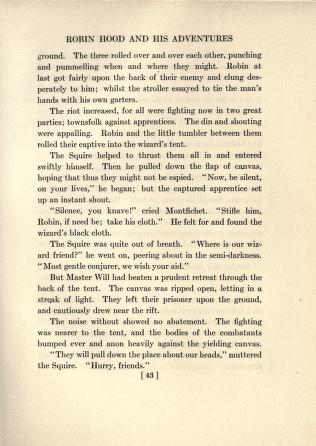 ROBIN HOOD AND HIS ADVENTURES
ground. The three rolled over and over each other, punching
and pummelling when and where they might. Robin at
last got fairly upon the back of their enemy and clung des-
perately to him; whilst the stroller essayed to tie the man's
hands with his own garters.
The riot increased, for all were fighting now in two great
parties; townsfolk against apprentices. The din and shouting
were appalling. Robin and the little tumbler between them
rolled their captive into the wizard's tent.
The Squire helped to thrust them all in and entered
swiftly himself. Then he pulled down the flap of canvas,
hoping that thus they might not be espied. "Now, be silent,
on your lives," he began; but the captured apprentice set
up an instant shout.
"Silence, you knave!" cried Montfichet. "Stifle him,
Robin, if need be; take his cloth." He felt for and found the
wizard's black cloth.
The Squire was quite out of breath. "Where is our wiz-
ard friend?" he went on, peering about in the semi-darkness.
"Most gentle conjurer, we wish your aid."
But Master Will had beaten a prudent retreat through the
back of the tent. The canvas was ripped open, letting in a
streak of light. They left their prisoner upon the ground,
and cautiously drew near the rift.
The noise without showed no abatement. The fighting
was nearer to the tent, and the bodies of the combatants
bumped ever and anon heavily against the yielding canvas.
"They will pull down the place about our heads," muttered
the Squire. "Hurry, friends."
[ 43 ]